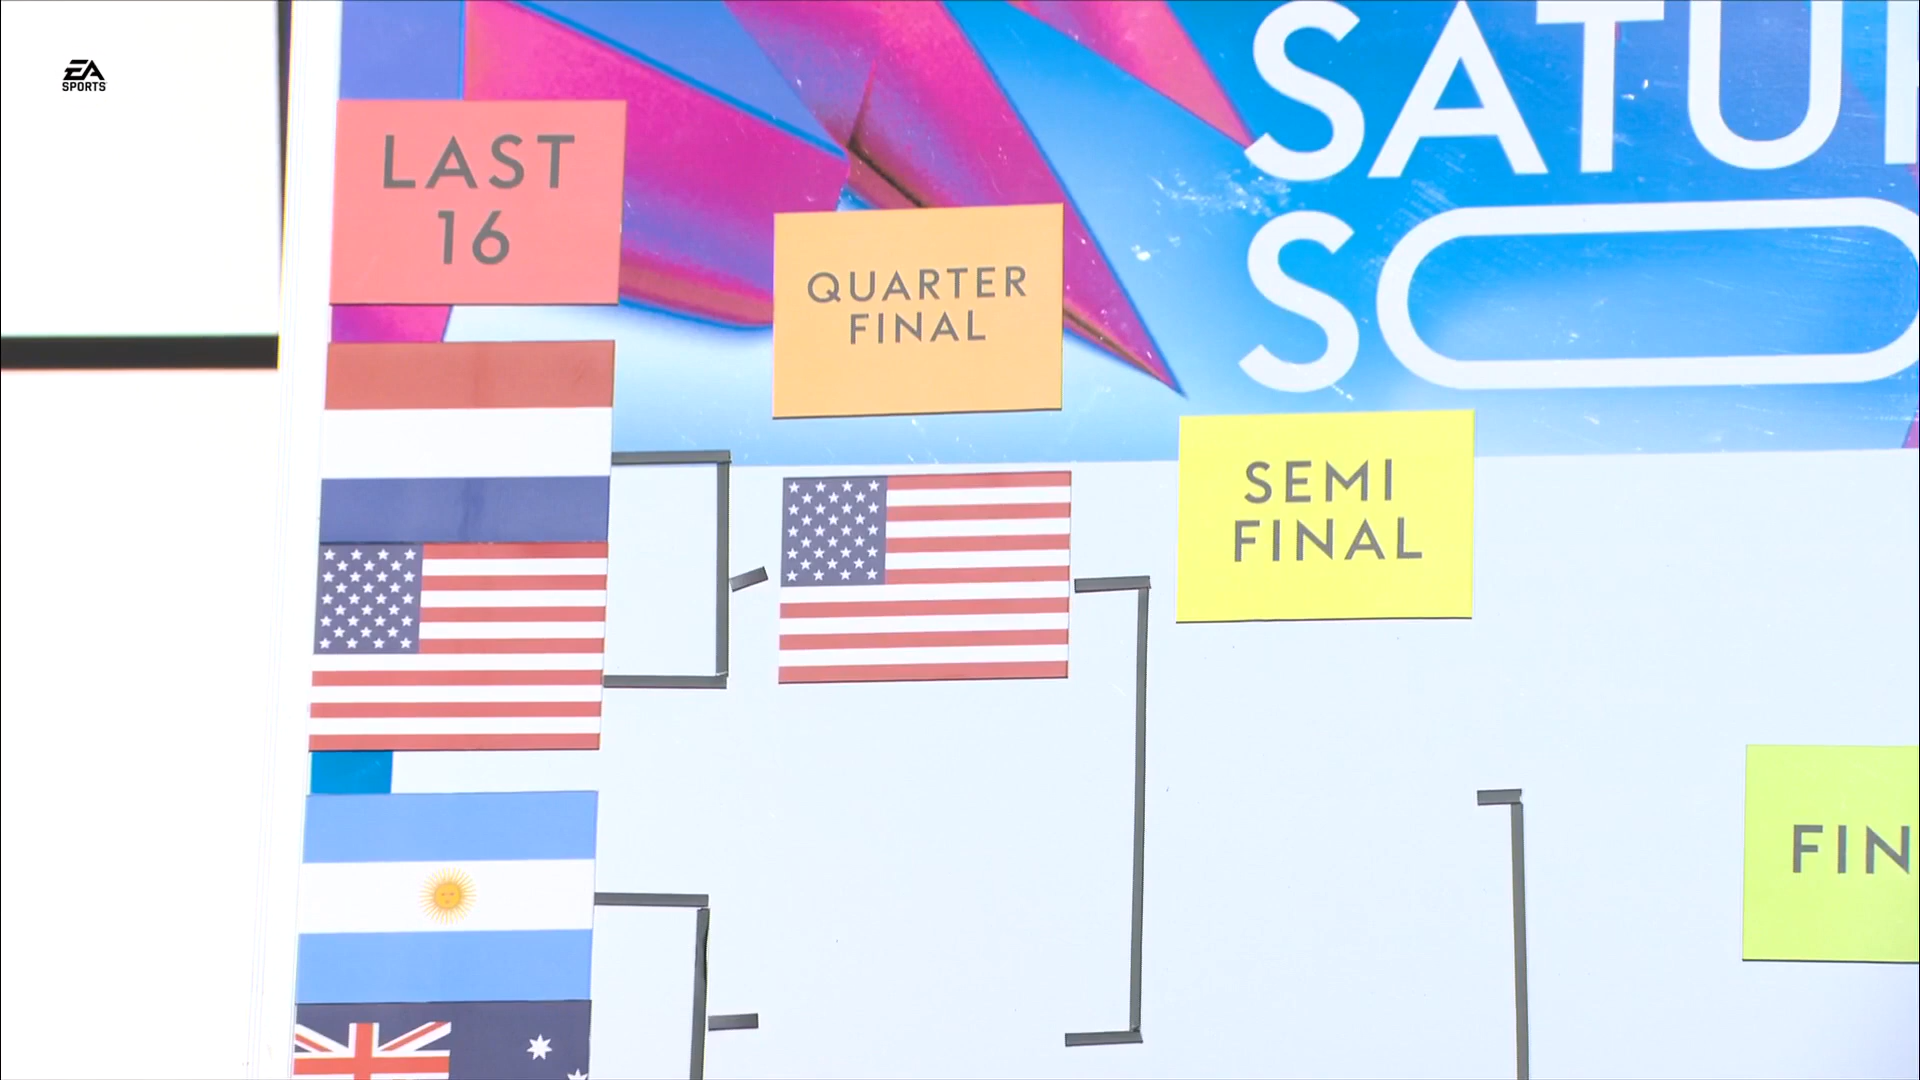 EA
SPORTS
LAST
16
QUARTER
FINAL
SEMI
FINAL